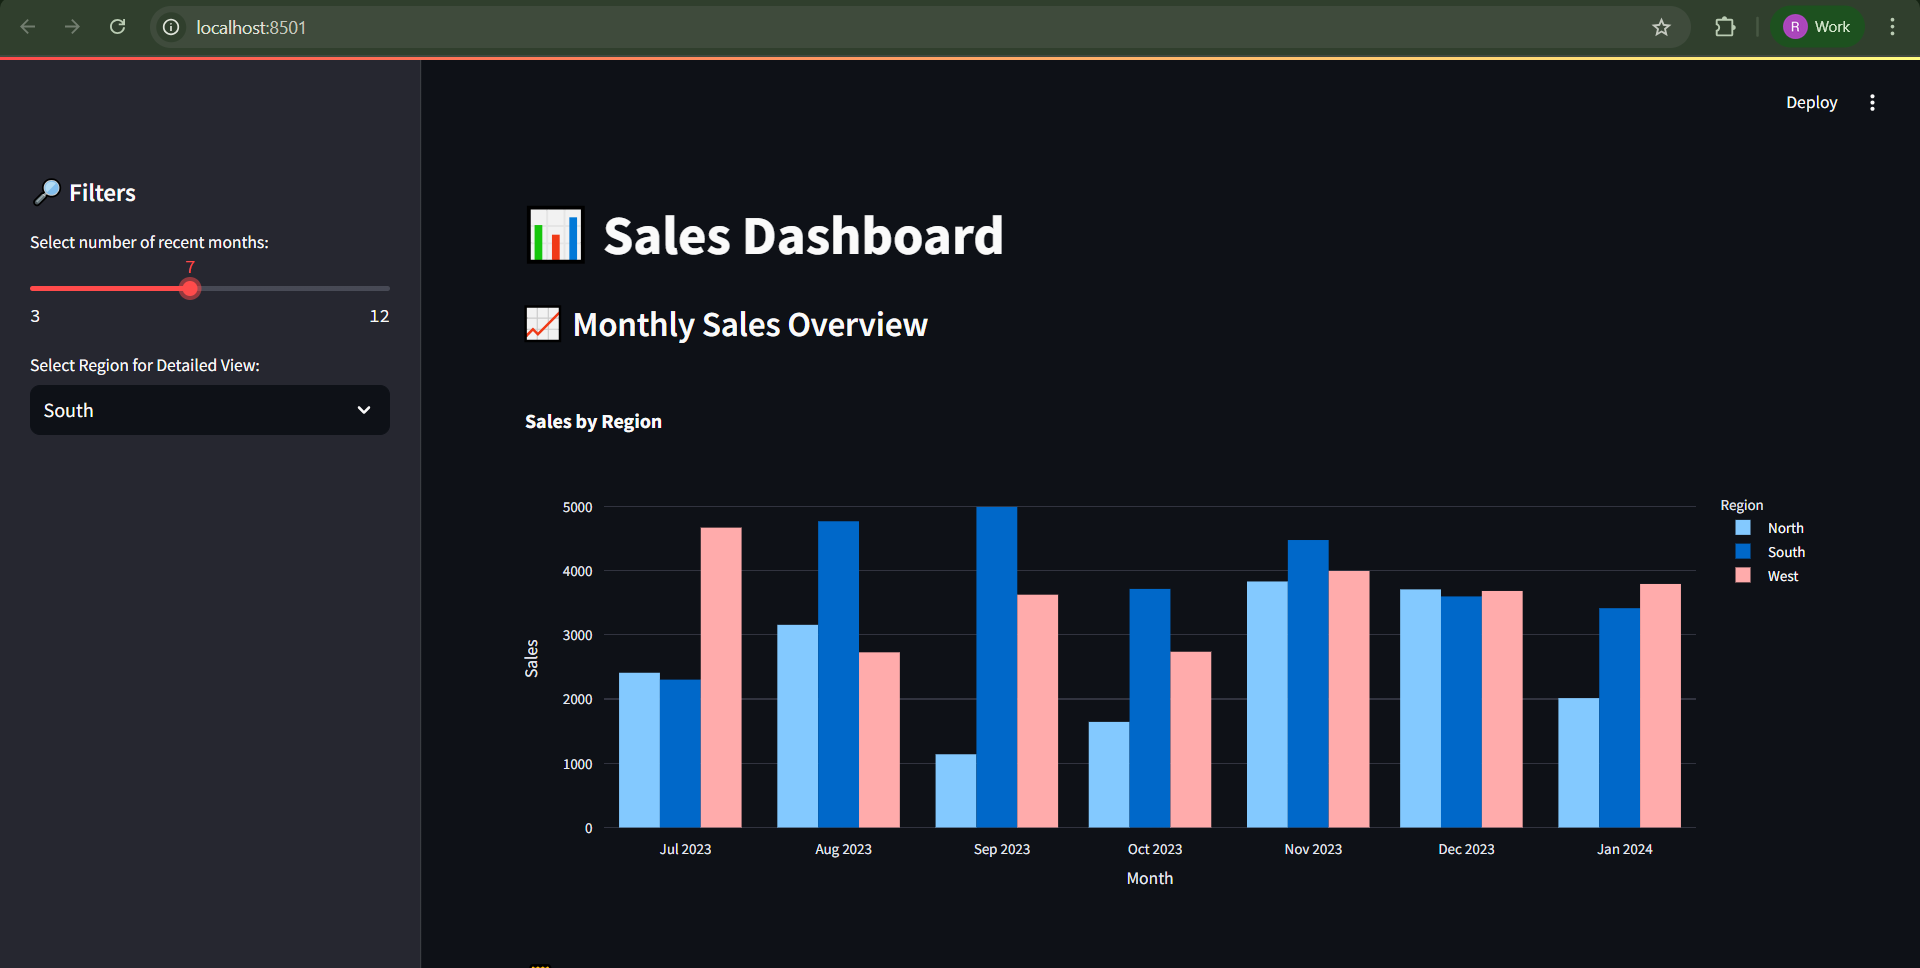 localhost:8501
R Work
Deploy
Filters
Select number of recent months:
7
3 12
Select Region for Detailed View:
South
Sales Dashboard
Monthly Sales Overview
Sales by Region
5000
4000
3000
2000
1000
0
Sales
Jul 2023 Aug 2023 Sep 2023 Oct 2023 Nov 2023 Dec 2023 Jan 2024
Month
Region
North
South
West